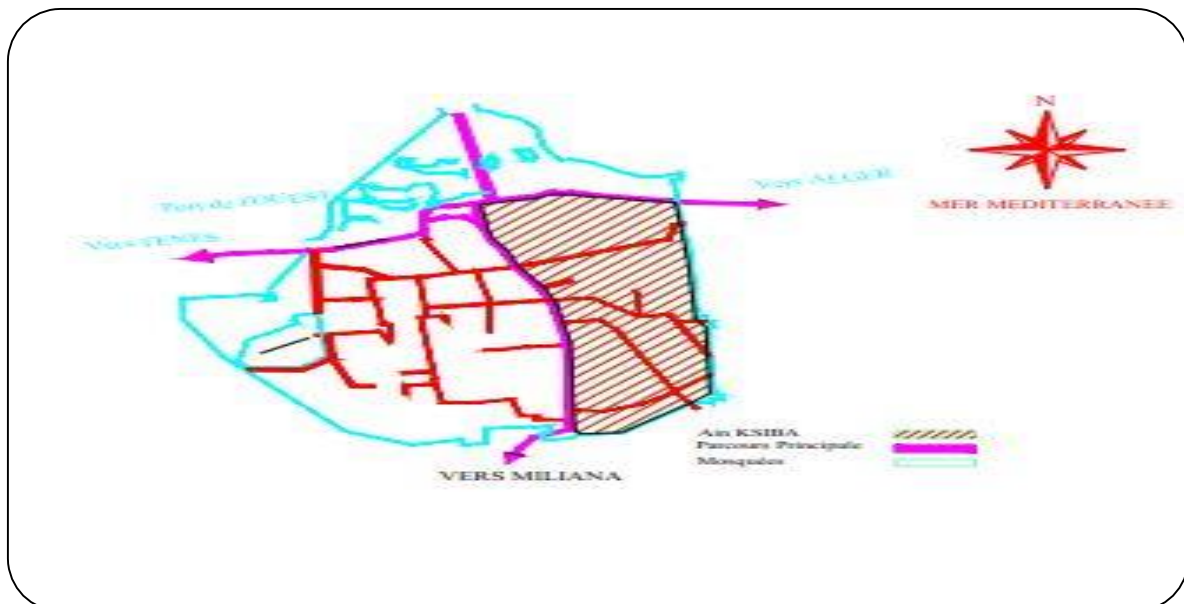 N
MER MEDITERRANEE
Vers ALGER
Port de l'OUEST
Vers TENES
Ain KSIBA
Parcours Principale
Mosquées
VERS MILIANA